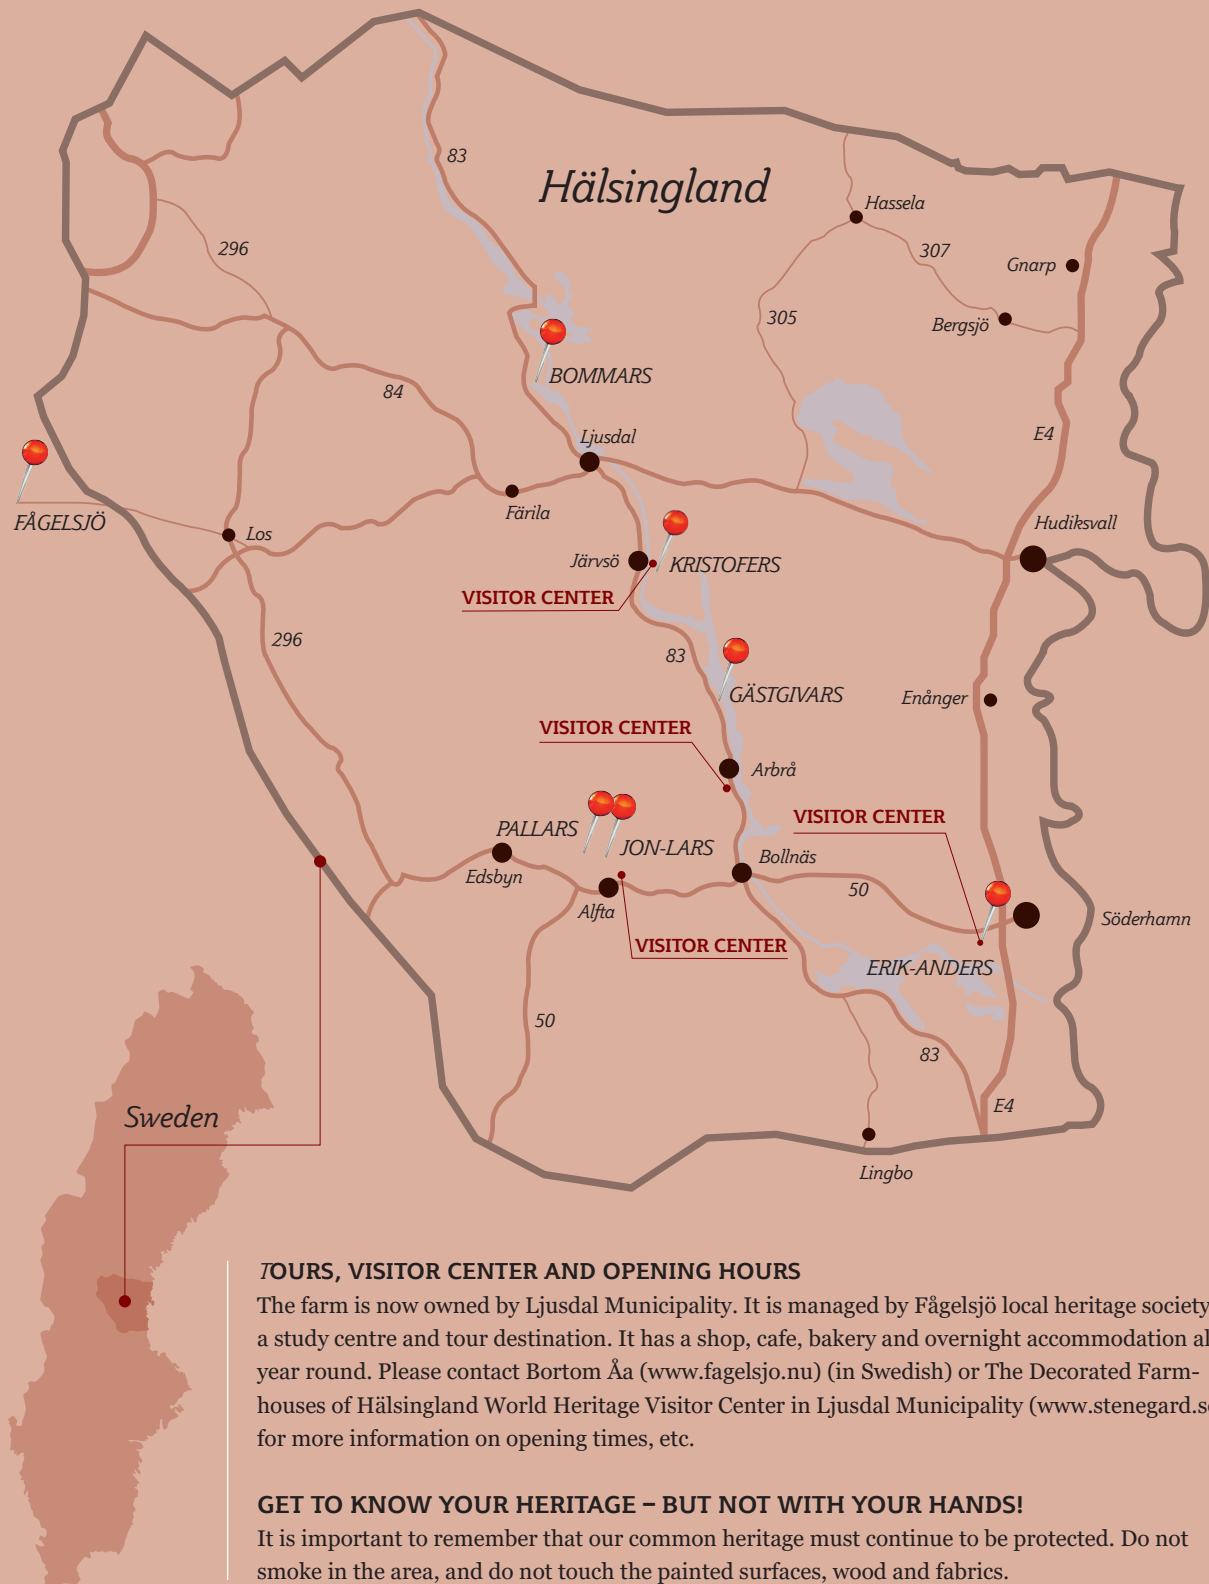 83
Hälsingland
Hassela
296
307
Gnarp
305
Bergsjö
BOMMARS
84
E4
Ljusdal
FÅGELSJÖ
Färila
Los
Hudiksvall
Järvsö
KRISTOFERS
VISITOR CENTER
296
83
GÄSTGIVARS
Enånger
VISITOR CENTER
Arbrå
VISITOR CENTER
PALLARS
JON-LARS
Bollnäs
Edsbyn
50
Alfta
Söderhamn
VISITOR CENTER
ERIK-ANDERS
50
83
E4
Sweden
Lingbo
TOURS, VISITOR CENTER AND OPENING HOURS
The farm is now owned by Ljusdal Municipality. It is managed by Fågelsjö local heritage society
a study centre and tour destination. It has a shop, cafe, bakery and overnight accommodation
year round. Please contact Bortom Åa (www.fagelsjo.nu) (in Swedish) or The Decorated Farm-
houses of Hälsingland World Heritage Visitor Center in Ljusdal Municipality (www.stenegard.se
for more information on opening times, etc.
GET TO KNOW YOUR HERITAGE – BUT NOT WITH YOUR HANDS!
It is important to remember that our common heritage must continue to be protected. Do not
smoke in the area, and do not touch the painted surfaces, wood and fabrics.